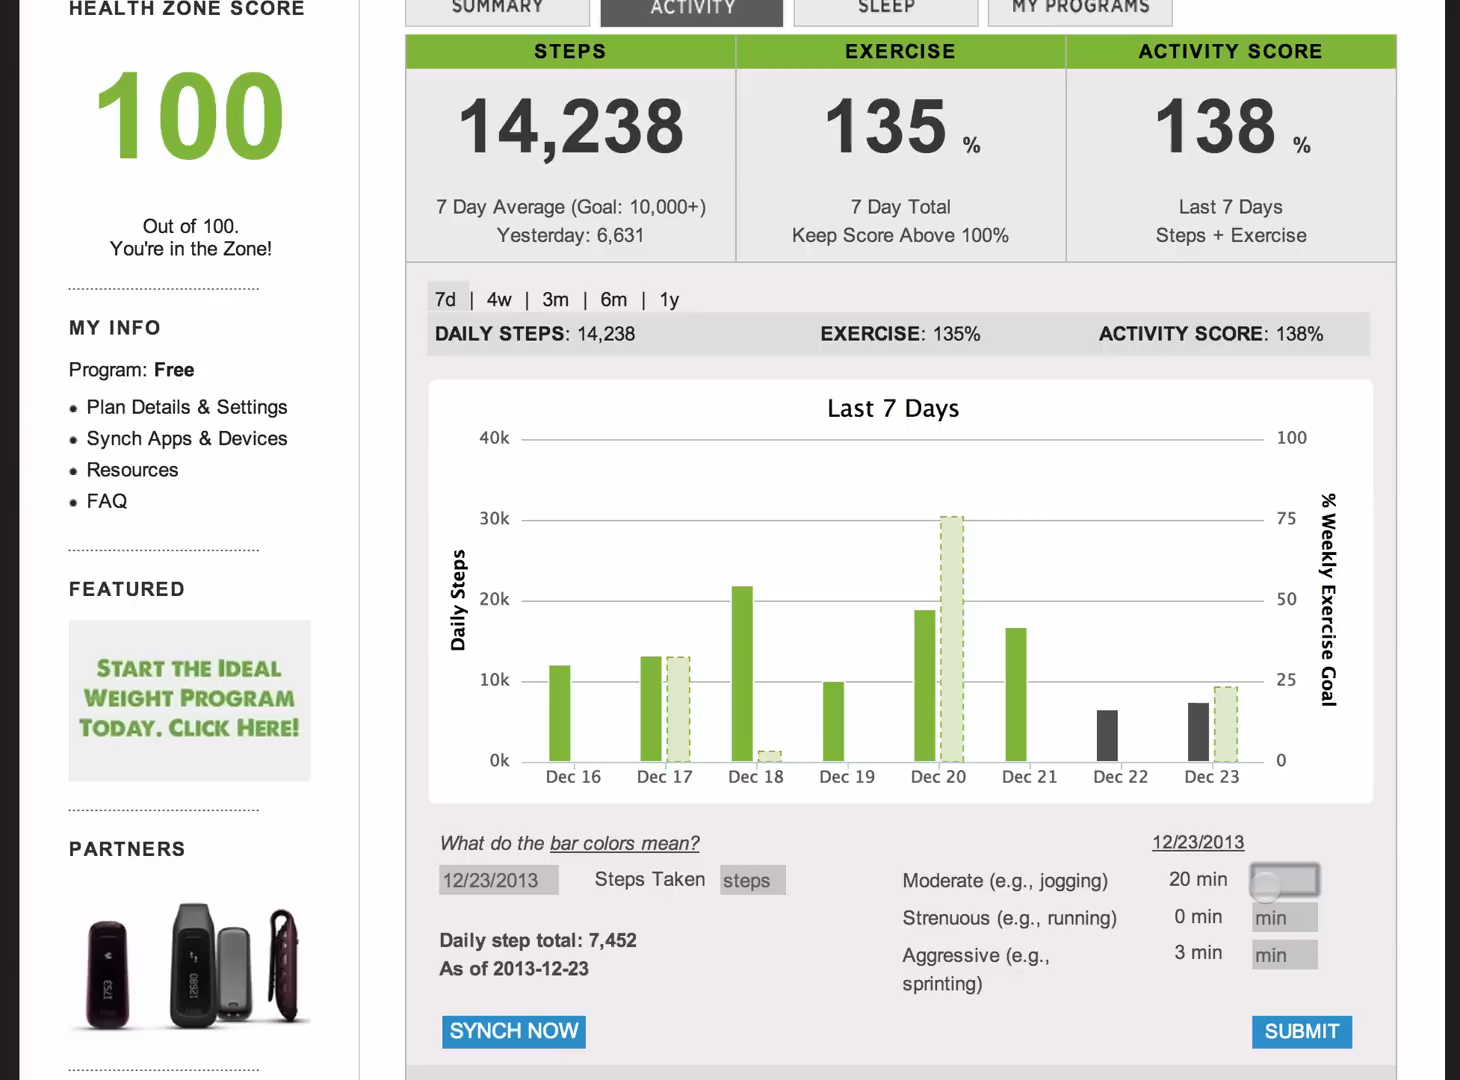 HEALTH ZONE SCORE
100
Out of 100.
You're in the Zone!
MY INFO
Program: Free
Plan Details & Settings
Synch Apps & Devices
Resources
FAQ
FEATURED
START THE IDEAL
WEIGHT PROGRAM
TODAY. CLICK HERE!
PARTNERS
1753
12680
SUMMARY
ACTIVITY
SLEEP
MY PROGRAMS
STEPS
EXERCISE
ACTIVITY SCORE
14,238
135 %
138 %
7 Day Average (Goal: 10,000+)
Yesterday: 6,631
7 Day Total
Keep Score Above 100%
Last 7 Days
Steps + Exercise
7d | 4w | 3m | 6m | 1y
DAILY STEPS: 14,238
EXERCISE: 135%
ACTIVITY SCORE: 138%
Last 7 Days
Daily Steps
40k
30k
20k
10k
0k
100
75
50
25
0
% Weekly Exercise Goal
Dec 16
Dec 17
Dec 18
Dec 19
Dec 20
Dec 21
Dec 22
Dec 23
What do the bar colors mean?
12/23/2013
Steps Taken
steps
Daily step total: 7,452
As of 2013-12-23
SYNCH NOW
12/23/2013
Moderate (e.g., jogging)
20 min
Strenuous (e.g., running)
0 min
min
Aggressive (e.g.,
sprinting)
3 min
min
SUBMIT